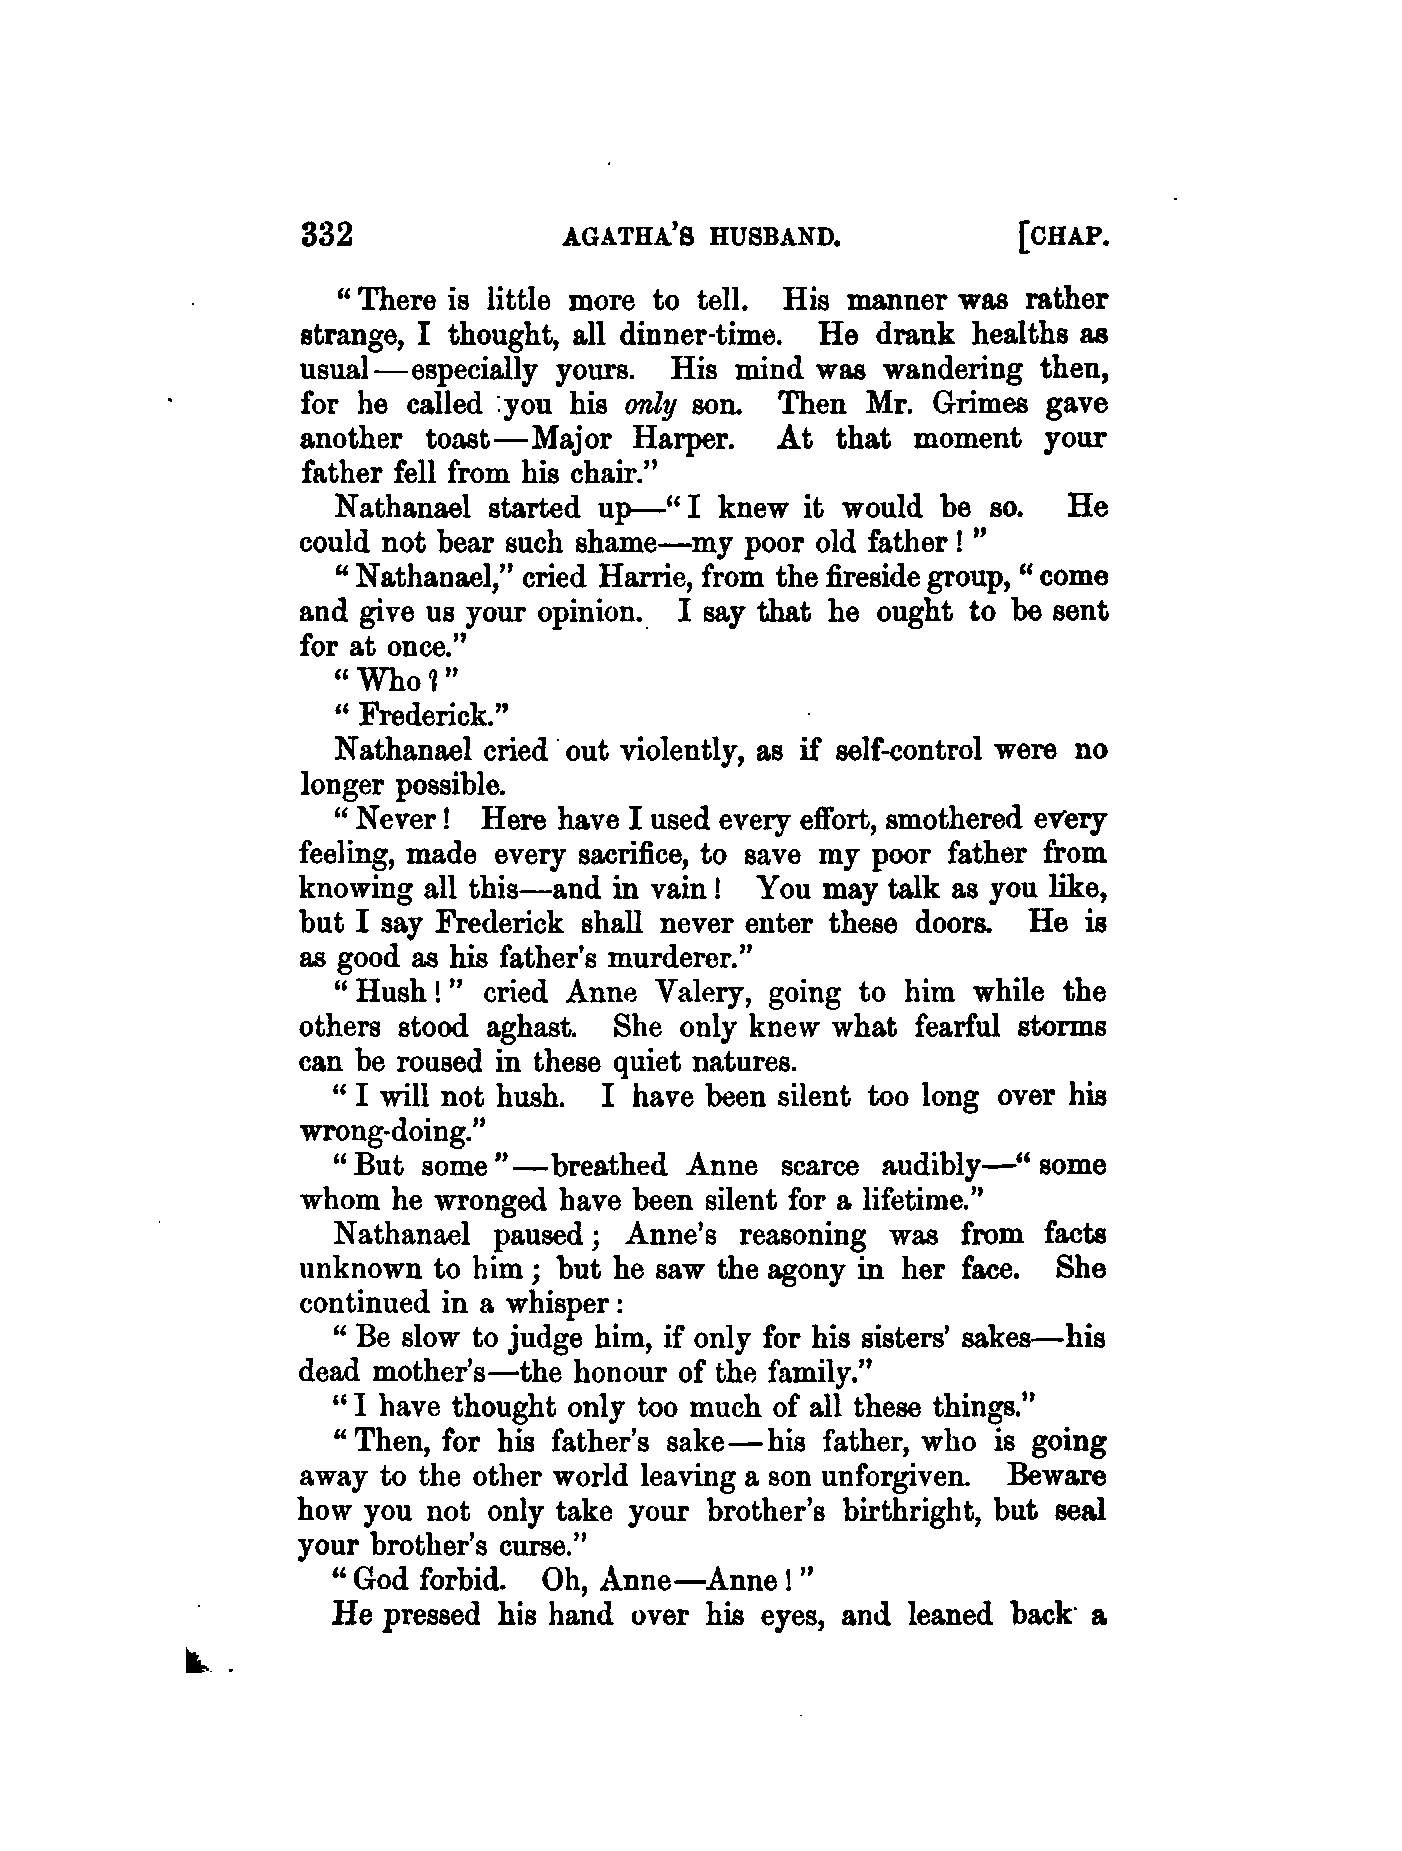 332 AGATHA'S HUSBAND. [CHAP.
"There is little more to tell. His manner was rather
strange, I thought, all dinner-time. He drank healths as
usual—especially yours. His mind was wandering then,
for he called you his only son. Then Mr. Grimes gave
another toast—Major Harper. At that moment your
father fell from his chair."
Nathanael started up—"I knew it would be so. He
could not bear such shame—my poor old father!"
"Nathanael," cried Harrie, from the fireside group, "come
and give us your opinion. I say that he ought to be sent
for at once."
"Who?"
"Frederick."
Nathanael cried out violently, as if self-control were no
longer possible.
"Never! Here have I used every effort, smothered every
feeling, made every sacrifice, to save my poor father from
knowing all this—and in vain! You may talk as you like,
but I say Frederick shall never enter these doors. He is
as good as his father's murderer."
"Hush!" cried Anne Valery, going to him while the
others stood aghast. She only knew what fearful storms
can be roused in these quiet natures.
"I will not hush. I have been silent too long over his
wrong-doing."
"But some"—breathed Anne scarce audibly—"some
whom he wronged have been silent for a lifetime."
Nathanael paused; Anne's reasoning was from facts
unknown to him; but he saw the agony in her face. She
continued in a whisper:
"Be slow to judge him, if only for his sisters' sakes—his
dead mother's—the honour of the family."
"I have thought only too much of all these things."
"Then, for his father's sake—his father, who is going
away to the other world leaving a son unforgiven. Beware
how you not only take your brother's birthright, but seal
your brother's curse."
"God forbid. Oh, Anne—Anne!"
He pressed his hand over his eyes, and leaned back a